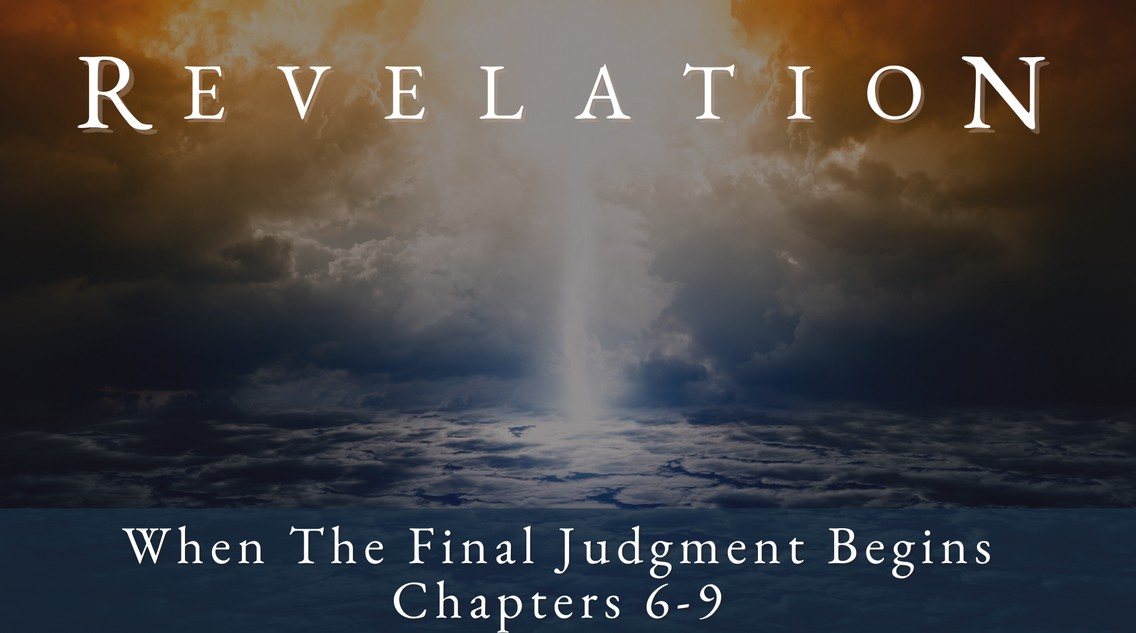 REVELATION
When The Final Judgment Begins
Chapters 6-9